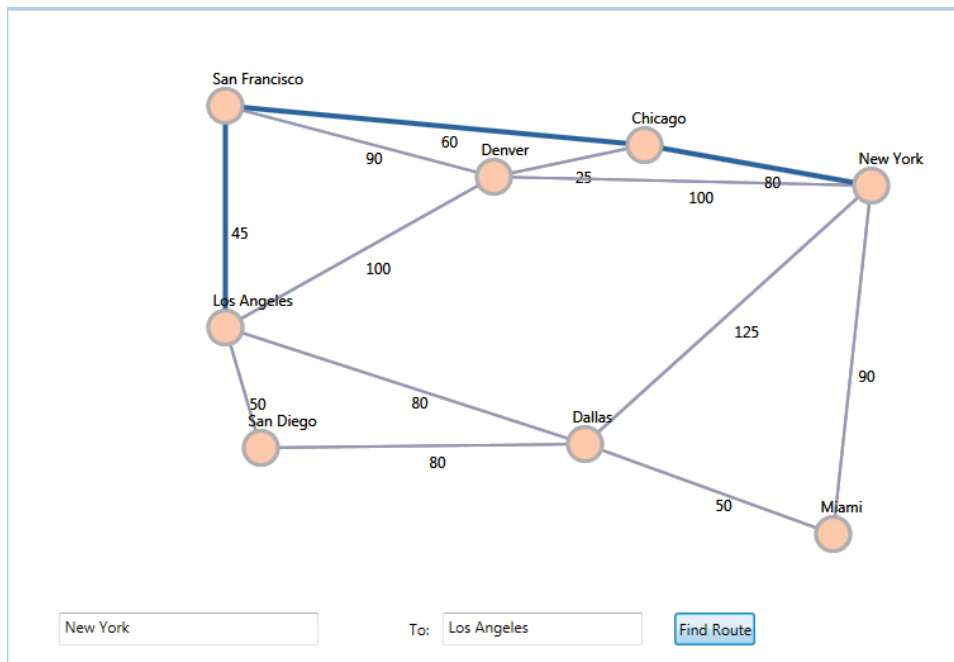 San Francisco
Chicago
60
Denver
90
New York
25
80
100
45
100
Los Angeles
125
90
50
80
San Diego
Dallas
80
50
Miami
New York
To:
Los Angeles
Find Route